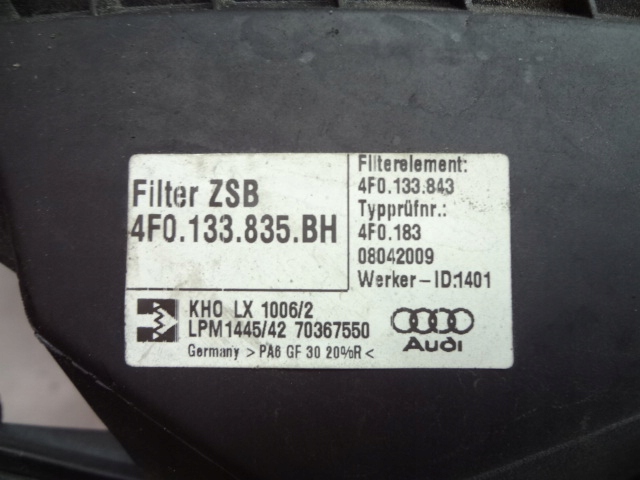 Filter ZSB
4F0.133.835.BH
Filterelement:
4F0.133.843
Typprüfnr.:
4F0.183
08042009
Werker-ID:1401
KHO LX 1006/2
LPM1445/42 70367550
Germany >PA6 GF 30 20%R<
Audi